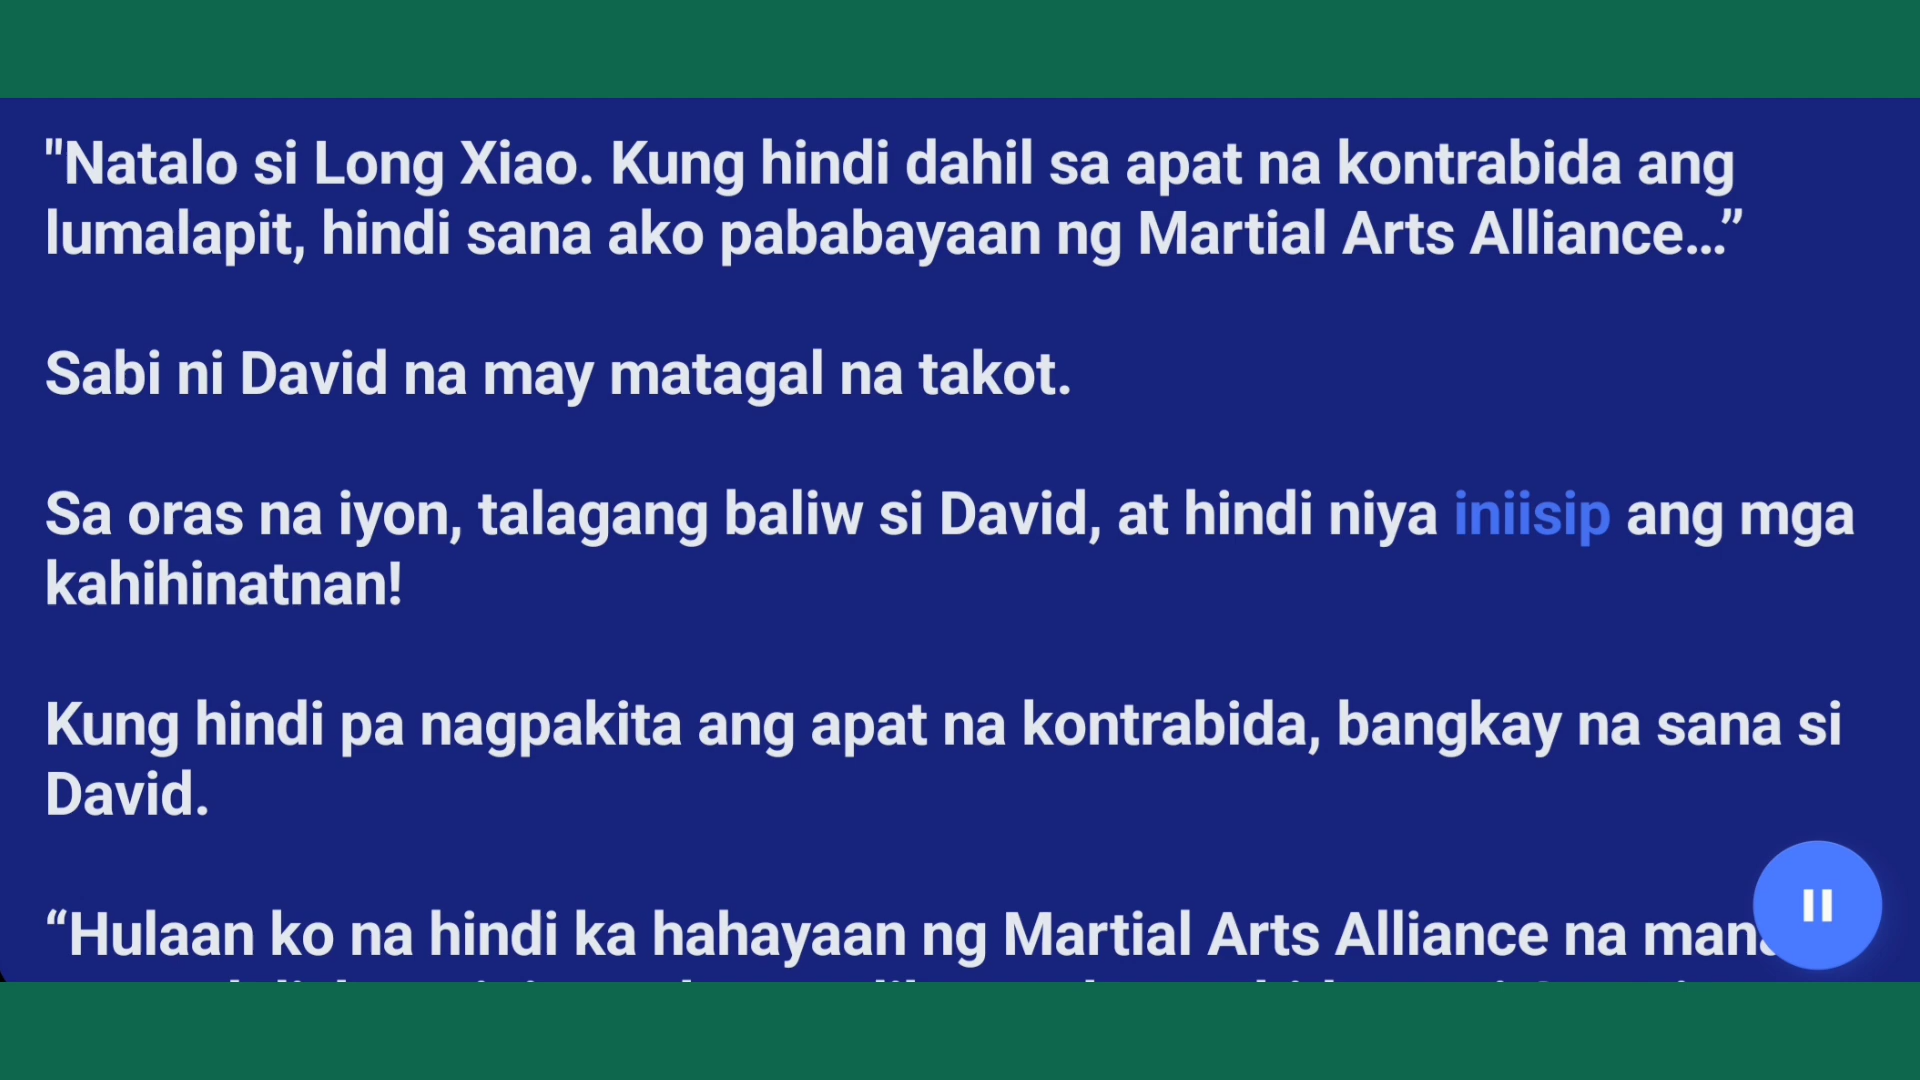 "Natalo si Long Xiao. Kung hindi dahil sa apat na kontrabida ang
lumalapit, hindi sana ako pababayaan ng Martial Arts Alliance…”
Sabi ni David na may matagal na takot.
Sa oras na iyon, talagang baliw si David, at hindi niya iniisip ang mga
kahihinatnan!
Kung hindi pa nagpakita ang apat na kontrabida, bangkay na sana si
David.
“Hulaan ko na hindi ka hahayaan ng Martial Arts Alliance na